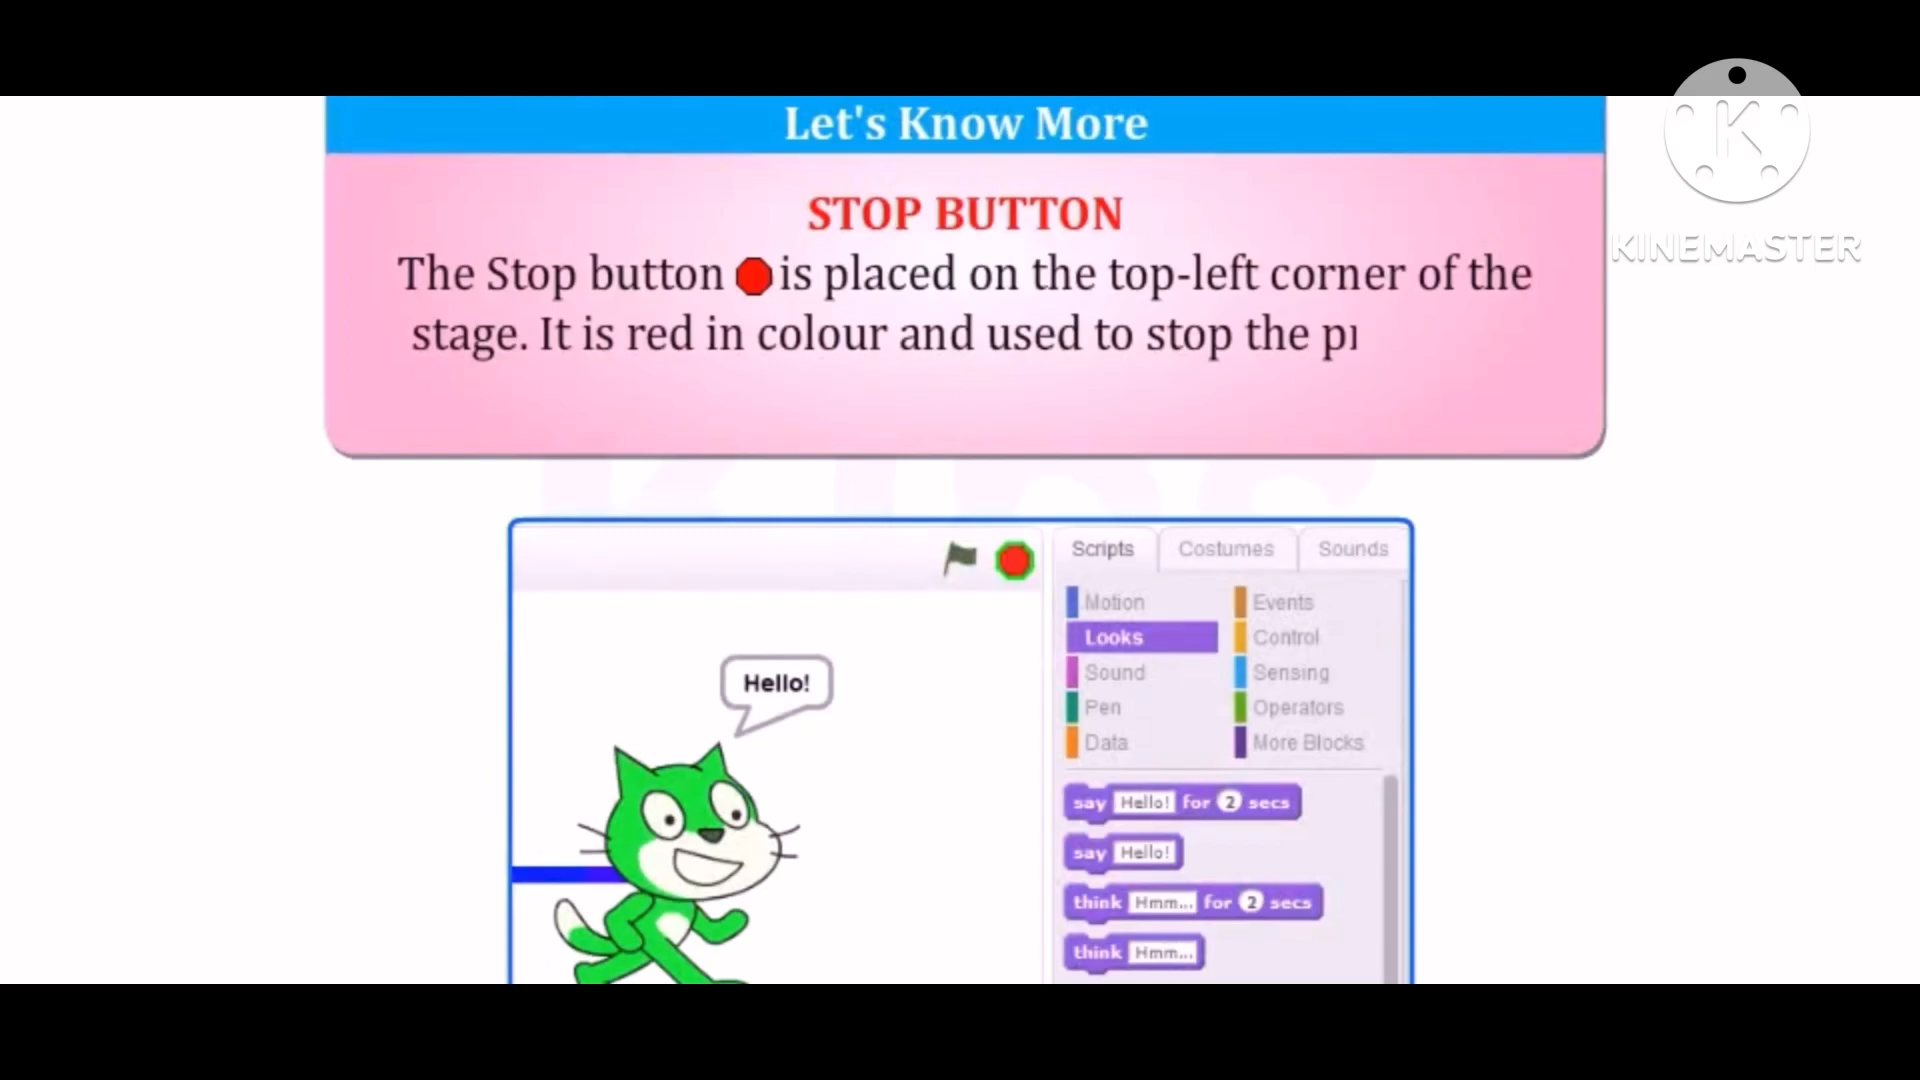 Let's Know More
STOP BUTTON
The Stop button is placed on the top-left corner of the
stage. It is red in colour and used to stop the
KINEMASTER
Scripts Costumes Sounds
Motion Events
Looks Control
Sound Sensing
Pen Operators
Data More Blocks
Hello!
say Hello! for 2 secs
say Hello!
think Hmm... for 2 secs
think Hmm...